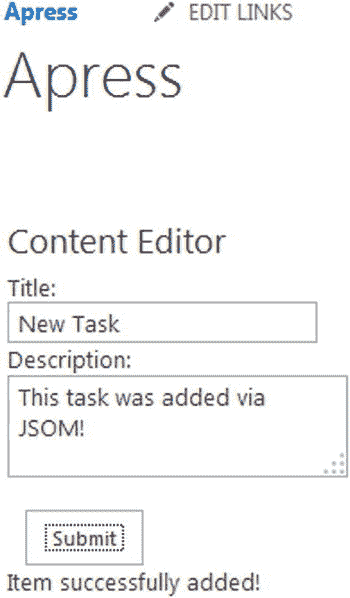 Apress EDIT LINKS
Apress
Content Editor
Title:
New Task
Description:
This task was added via
JSOM!
Submit
Item successfully added!